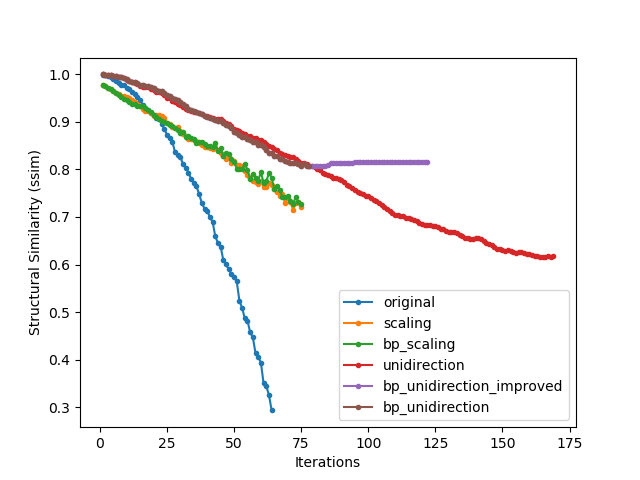 1.0
0.9
0.8
0.7
0.6
0.5
0.4
0.3
Structural Similarity (ssim)
original
scaling
bp_scaling
unidirection
bp_unidirection_improved
bp_unidirection
0 25 50 75 100 125 150 175
Iterations